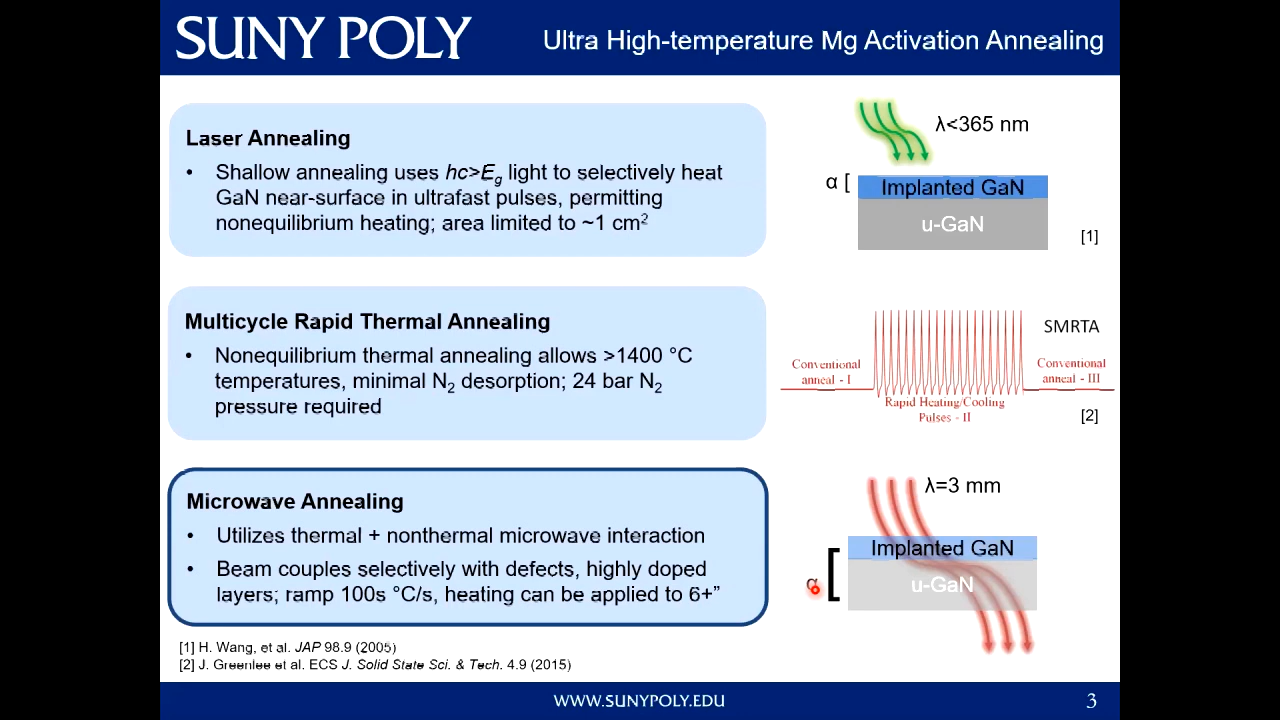 SUNY POLY
Ultra High-temperature Mg Activation Annealing
Laser Annealing
• Shallow annealing uses hc>Eg light to selectively heat
GaN near-surface in ultrafast pulses, permitting
nonequilibrium heating; area limited to ~1 cm²
λ<365 nm
α [
Implanted GaN
u-GaN
[1]
Multicycle Rapid Thermal Annealing
• Nonequilibrium thermal annealing allows >1400 °C
temperatures, minimal N₂ desorption; 24 bar N₂
pressure required
SMRTA
Conventional
anneal - I
Conventional
anneal - III
Rapid Heating/Cooling
Pulses - II
[2]
Microwave Annealing
• Utilizes thermal + nonthermal microwave interaction
• Beam couples selectively with defects, highly doped
layers; ramp 100s °C/s, heating can be applied to 6+”
λ=3 mm
Implanted GaN
α [
u-GaN
[1] H. Wang, et al. JAP 98.9 (2005)
[2] J. Greenlee et al. ECS J. Solid State Sci. & Tech. 4.9 (2015)
WWW.SUNYPOLY.EDU
3